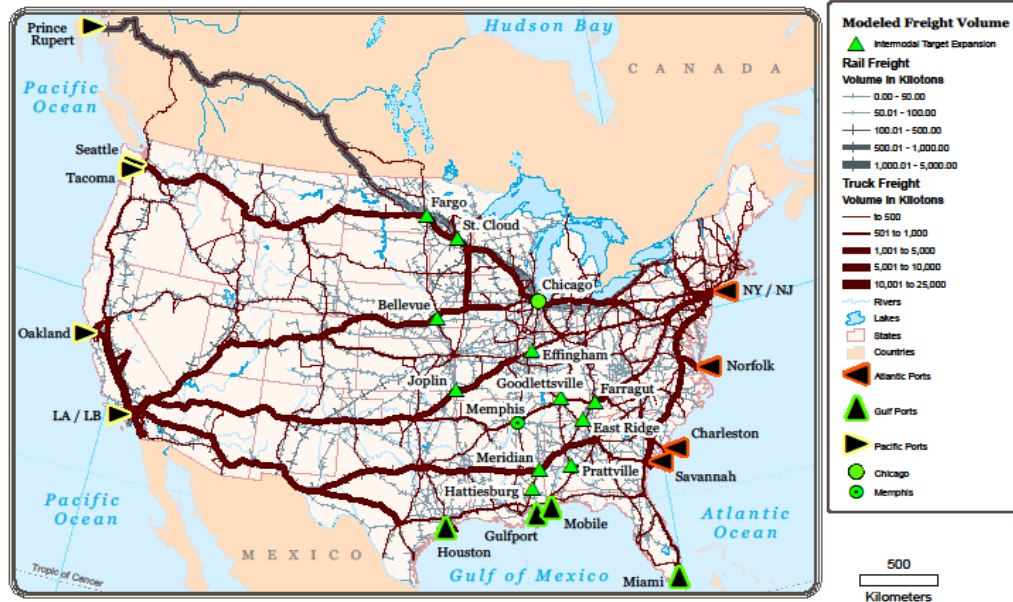 Prince
Rupert
Hudson Bay
CANADA
Pacific
Ocean
Seattle
Tacoma
Fargo
St. Cloud
Chicago
NY / NJ
Bellevue
Oakland
Effingham
Norfolk
Joplin
Goodlettsville
Farragut
Memphis
LA / LB
East Ridge
Charleston
Meridian
Prattville
Savannah
Hattiesburg
Pacific
Ocean
Mobile
Atlantic
Ocean
Gulfport
Houston
MEXICO
Gulf of Mexico
Miami
Tropic of Cancer
Modeled Freight Volume
Intermodal Target Expansion
Rail Freight
Volume in Kilotons
0.00 - 50.00
50.01 - 100.00
100.01 - 500.00
500.01 - 1,000.00
1,000.01 - 5,000.00
Truck Freight
Volume in Kilotons
to 500
501 to 1,000
1,001 to 5,000
5,001 to 10,000
10,001 to 25,000
Rivers
Lakes
States
Countries
Atlantic Ports
Gulf Ports
Pacific Ports
Chicago
Memphis
500
Kilometers